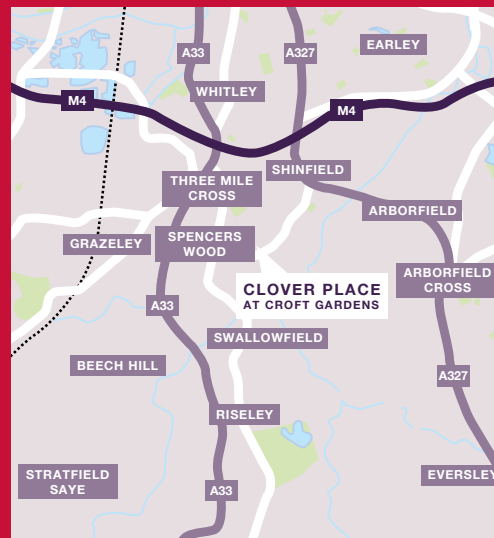 EARLEY
A33
A327
WHITLEY
M4
M4
SHINFIELD
THREE MILE
CROSS
ARBORFIELD
GRAZELEY
SPENCERS
WOOD
ARBORFIELD
CROSS
CLOVER PLACE
AT CROFT GARDENS
A33
SWALLOWFIELD
BEECH HILL
A327
RISELEY
STRATFIELD
SAYE
EVERSLEY
A33